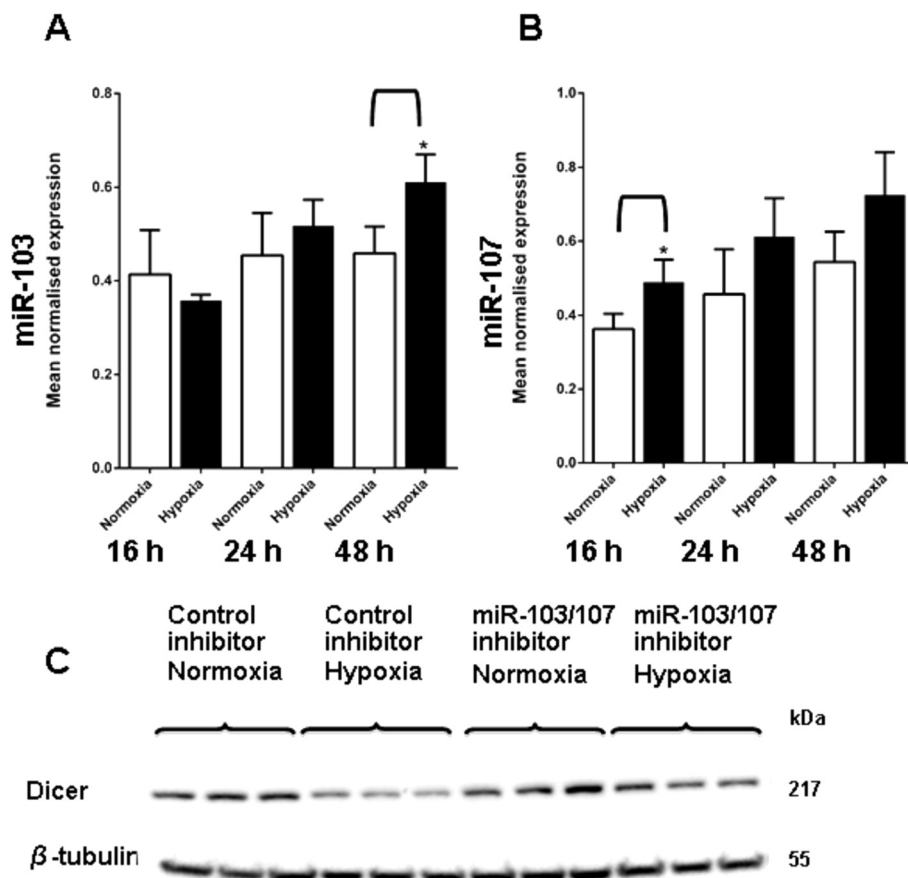 A
miR-103
Mean normalised expression
0.8
0.6
0.4
0.2
0.0
*
Normoxia
Hypoxia
Normoxia
Hypoxia
Normoxia
Hypoxia
16 h
24 h
48 h
B
miR-107
Mean normalised expression
1.0
0.8
0.6
0.4
0.2
0.0
*
Normoxia
Hypoxia
Normoxia
Hypoxia
Normoxia
Hypoxia
16 h
24 h
48 h
C
Control
inhibitor
Normoxia
Control
inhibitor
Hypoxia
miR-103/107
inhibitor
Normoxia
miR-103/107
inhibitor
Hypoxia
kDa
Dicer
217
β-tubulin
55